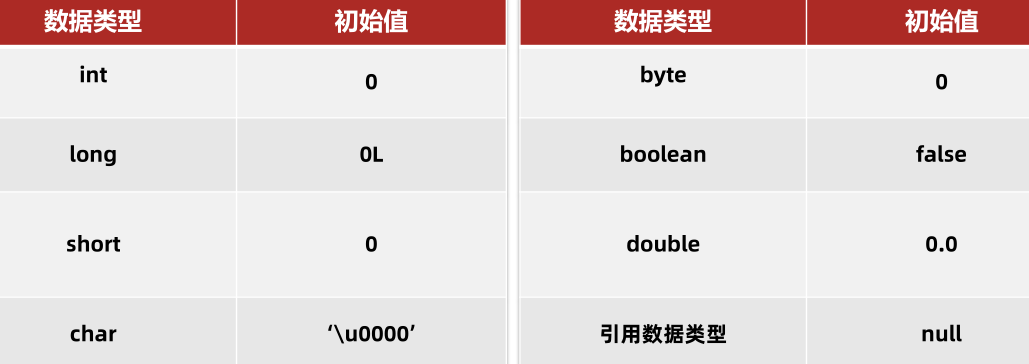 数据类型 初始值 数据类型 初始值
int 0 byte 0
long 0L boolean false
short 0 double 0.0
char ‘\u0000’ 引用数据类型 null